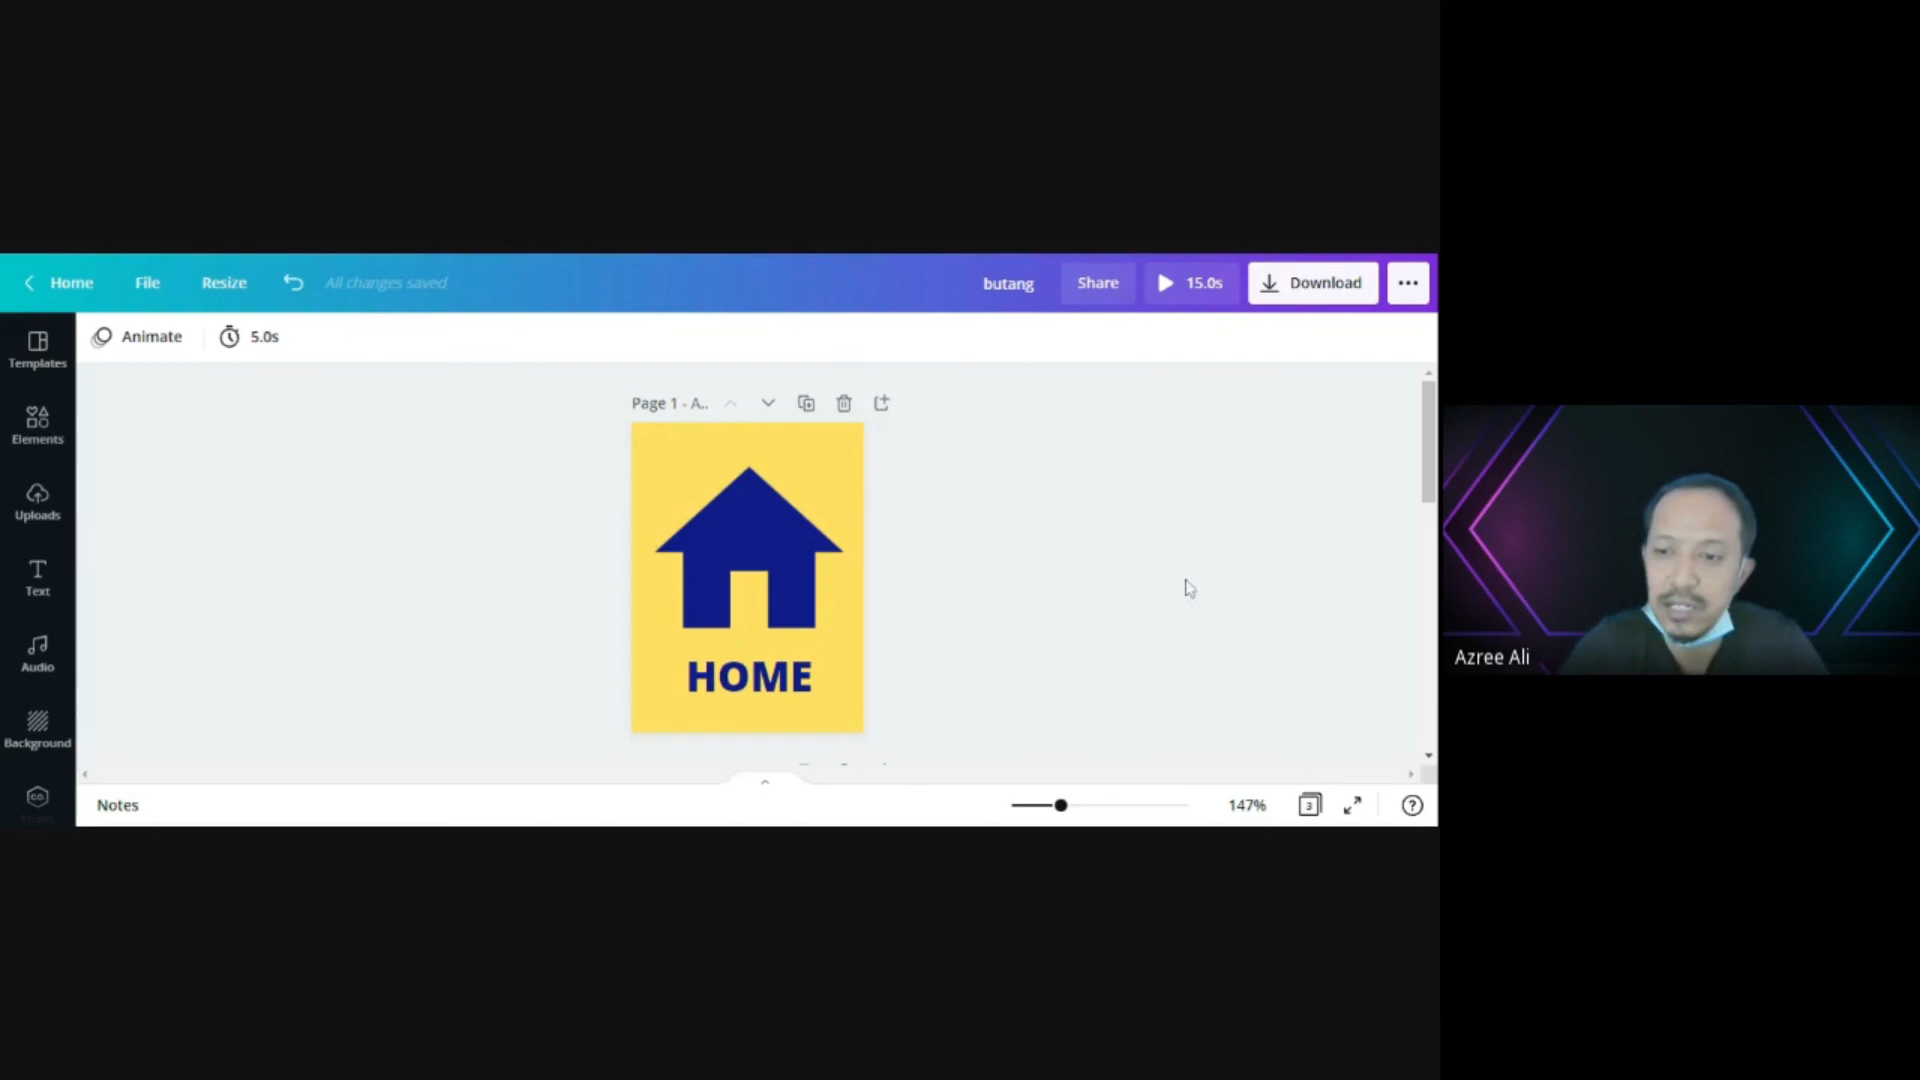 Home File Resize All changes saved butang Share 15.0s Download
Animate 5.0s
Templates
Elements
Uploads
Text
Audio
Background
Page 1 - A..
HOME
Notes 147% 3 ?
Azree Ali